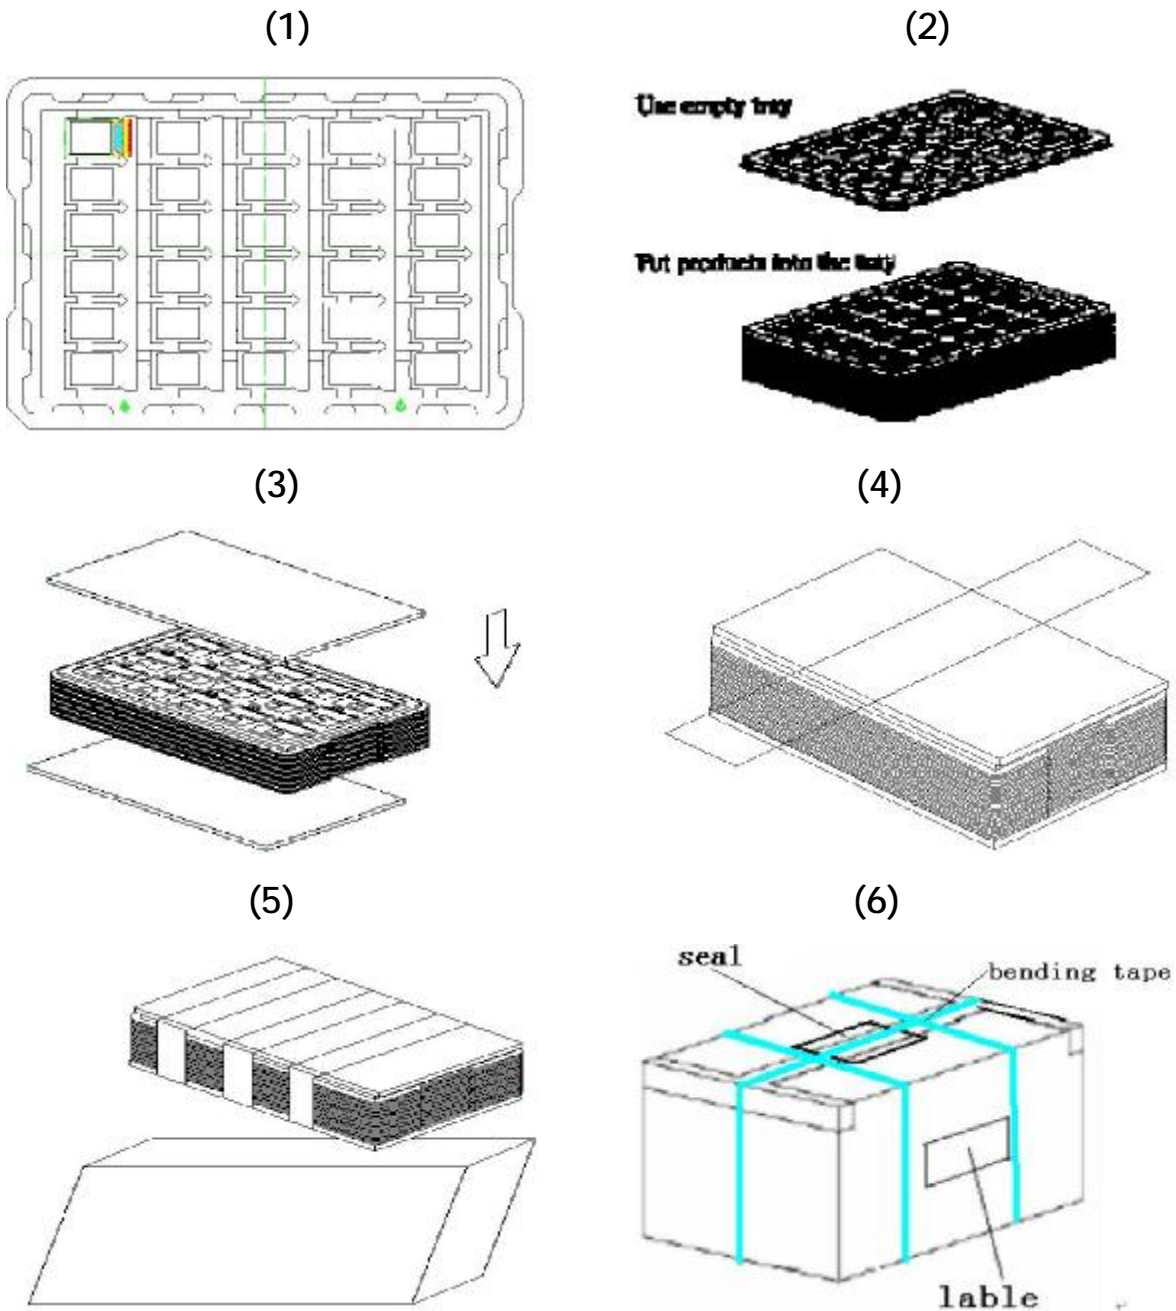 (1)
(2)
Use empty tray
Put products into the tray
(3)
(4)
(5)
(6)
seal
bending tape
lable